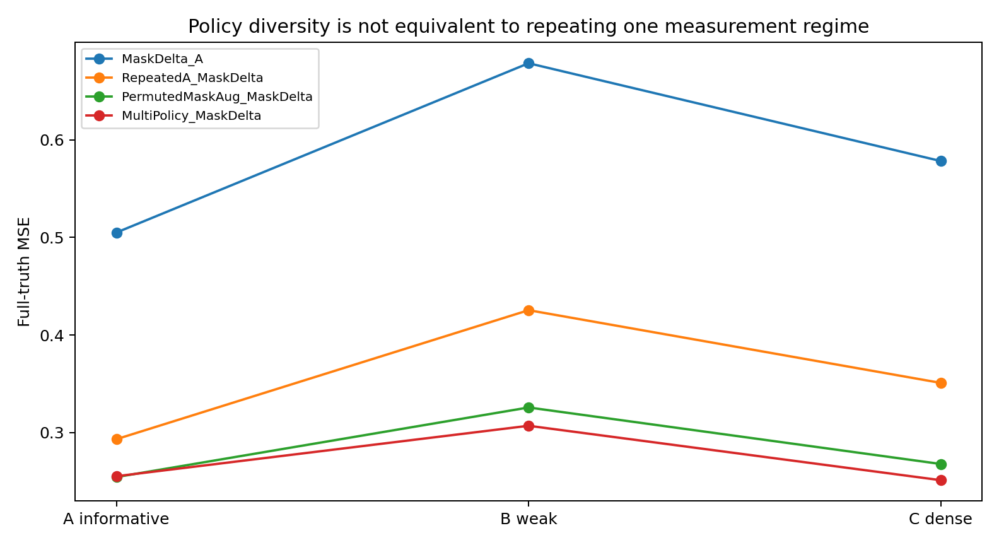 Policy diversity is not equivalent to repeating one measurement regime
MaskDelta_A
RepeatedA_MaskDelta
PermutedMaskAug_MaskDelta
MultiPolicy_MaskDelta
Full-truth MSE
0.6
0.5
0.4
0.3
A informative
B weak
C dense